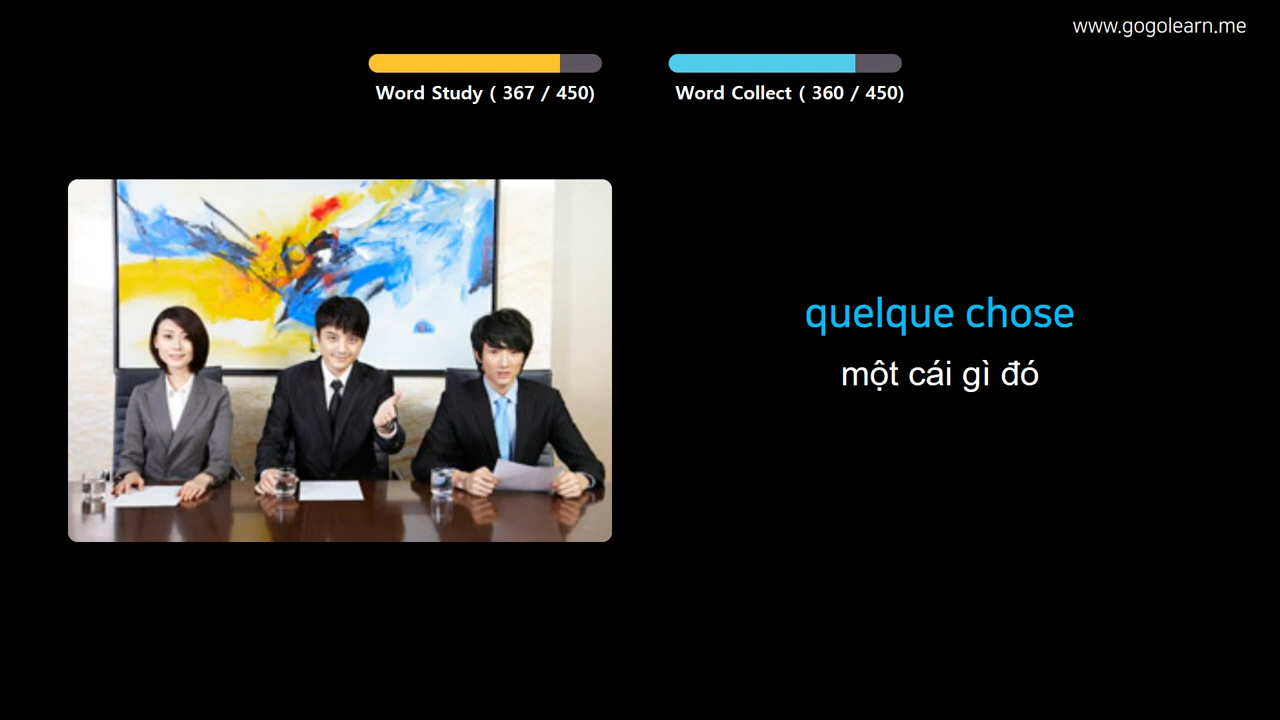 www.gogolearn.me
Word Study ( 367 / 450)
Word Collect ( 360 / 450)
quelque chose
một cái gì đó